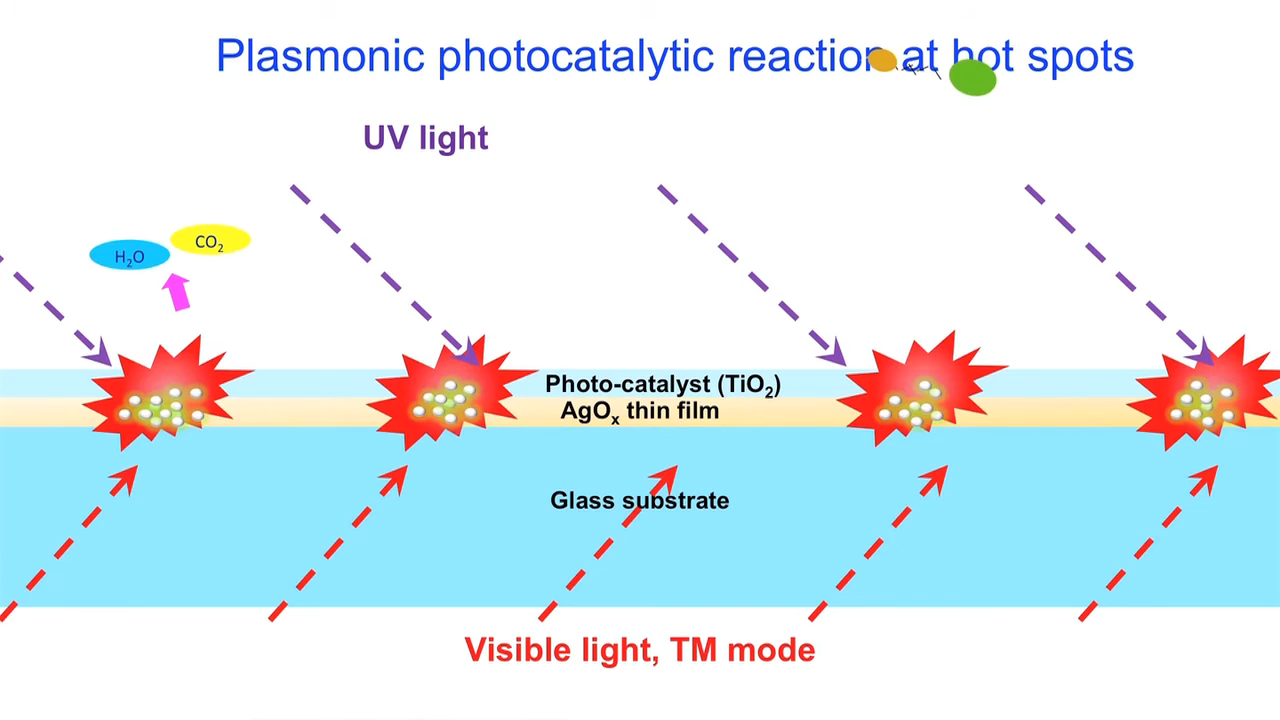 Plasmonic photocatalytic reaction at hot spots
UV light
CO₂
H₂O
Photo-catalyst (TiO₂)
AgOₓ thin film
Glass substrate
Visible light, TM mode